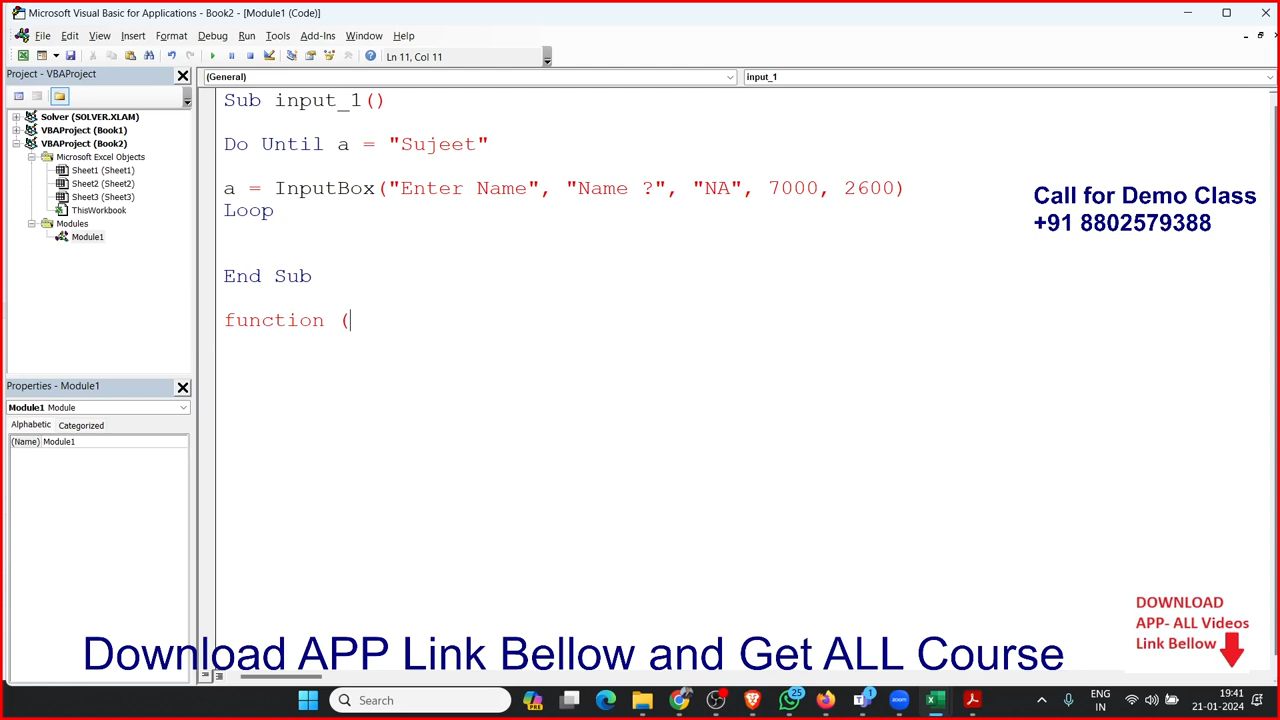 Microsoft Visual Basic for Applications - Book2 - [Module1 (Code)]
File Edit View Insert Format Debug Run Tools Add-Ins Window Help
Ln 11, Col 11
Project - VBAProject
(General)
input_1
Solver (SOLVER.XLAM)
VBAProject (Book1)
VBAProject (Book2)
Microsoft Excel Objects
Sheet1 (Sheet1)
Sheet2 (Sheet2)
Sheet3 (Sheet3)
ThisWorkbook
Modules
Module1
Sub input_1()
Do Until a = "Sujeet"
a = InputBox("Enter Name", "Name ?", "NA", 7000, 2600)
Loop
End Sub
function (
Call for Demo Class
+91 8802579388
Properties - Module1
Module1 Module
Alphabetic Categorized
(Name) Module1
DOWNLOAD
APP- ALL Videos
Link Bellow
Download APP Link Bellow and Get ALL Course
Search
PRE
25
1
zoom
ENG
IN
19:41
21-01-2024